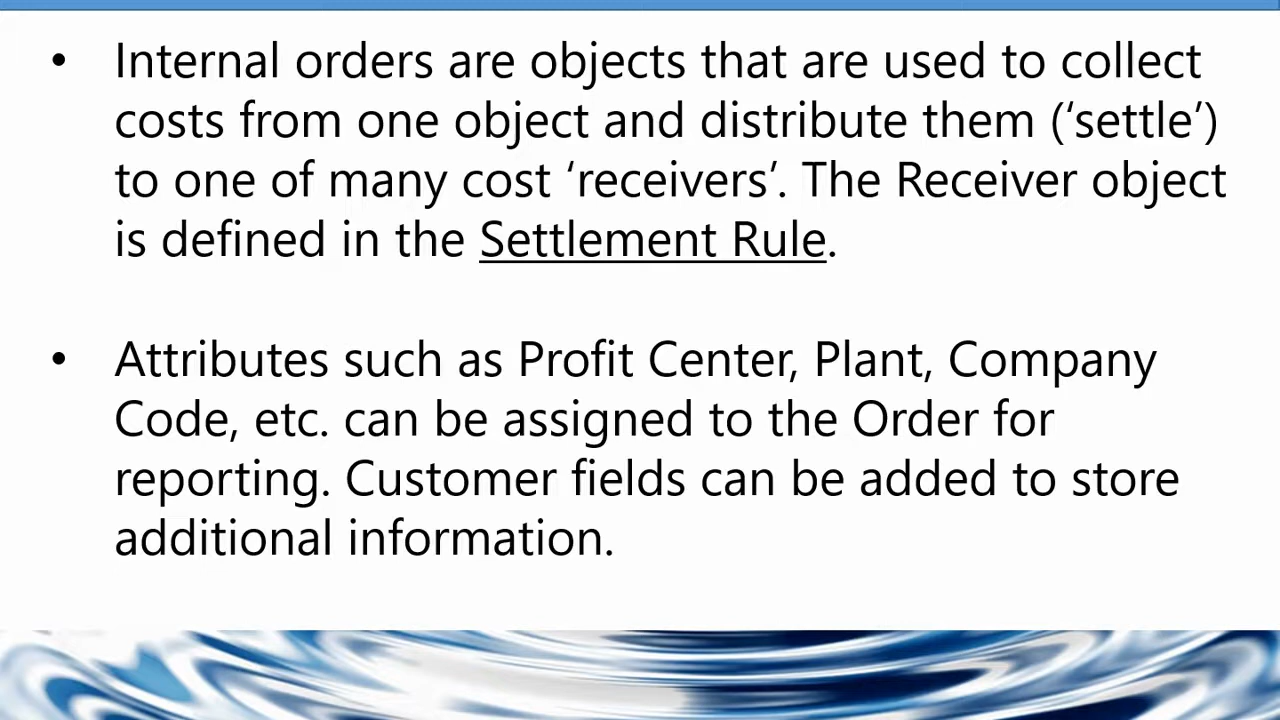 • Internal orders are objects that are used to collect
costs from one object and distribute them (‘settle’)
to one of many cost ‘receivers’. The Receiver object
is defined in the Settlement Rule.
• Attributes such as Profit Center, Plant, Company
Code, etc. can be assigned to the Order for
reporting. Customer fields can be added to store
additional information.